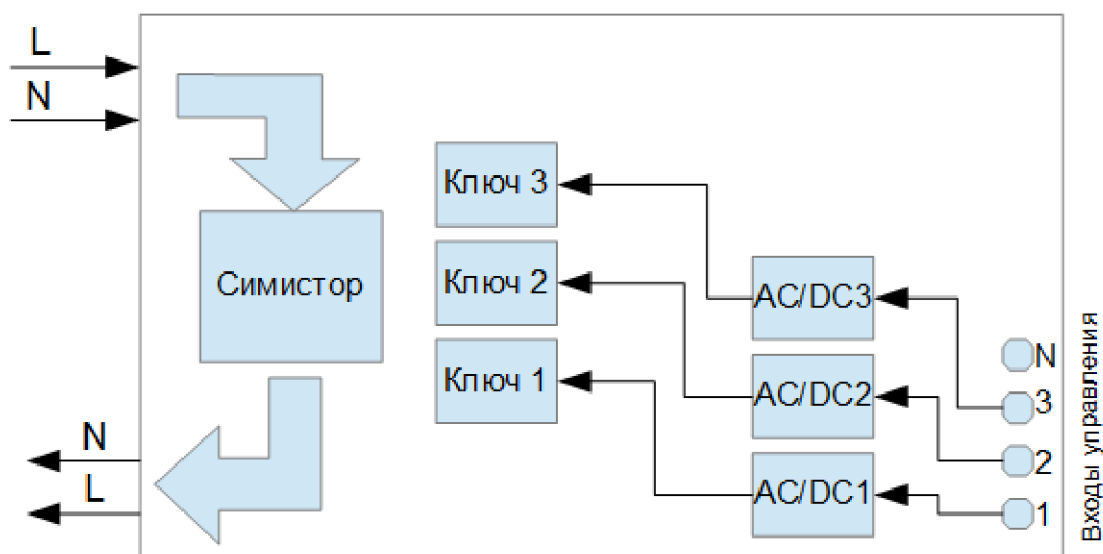 L
N
Ключ 3
Ключ 2
Симистор
AC/DC3
Ключ 1
N
AC/DC2
3
N
2
L
AC/DC1
1
Входы управления